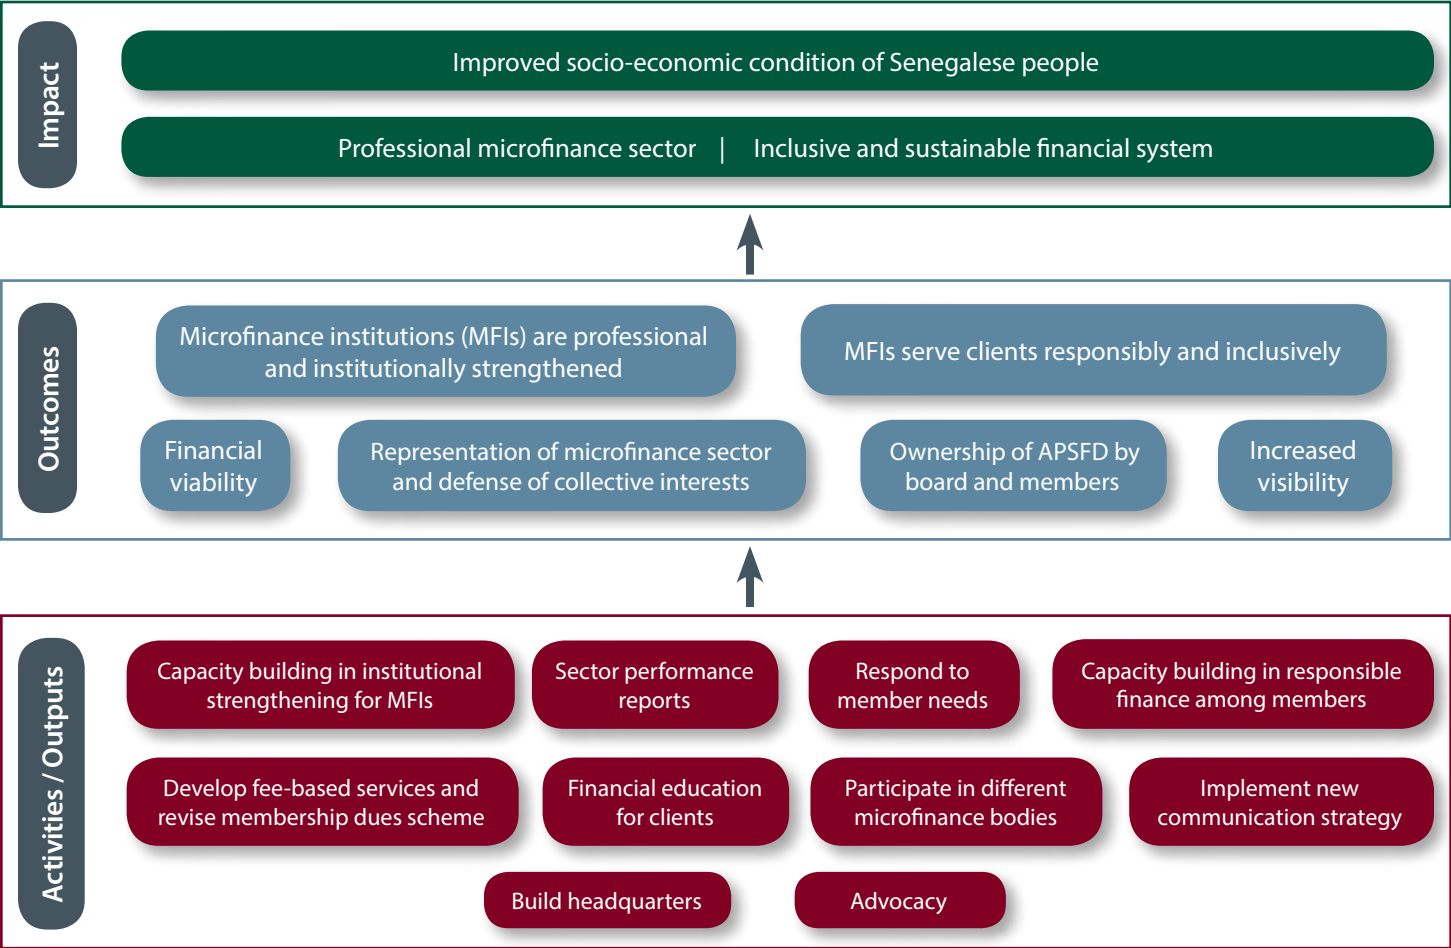 Impact
Improved socio-economic condition of Senegalese people
Professional microfinance sector | Inclusive and sustainable financial system
Outcomes
Microfinance institutions (MFIs) are professional
and institutionally strengthened
MFIs serve clients responsibly and inclusively
Financial
viability
Representation of microfinance sector
and defense of collective interests
Ownership of APSFD by
board and members
Increased
visibility
Activities / Outputs
Capacity building in institutional
strengthening for MFIs
Sector performance
reports
Respond to
member needs
Capacity building in responsible
finance among members
Develop fee-based services and
revise membership dues scheme
Financial education
for clients
Participate in different
microfinance bodies
Implement new
communication strategy
Build headquarters
Advocacy